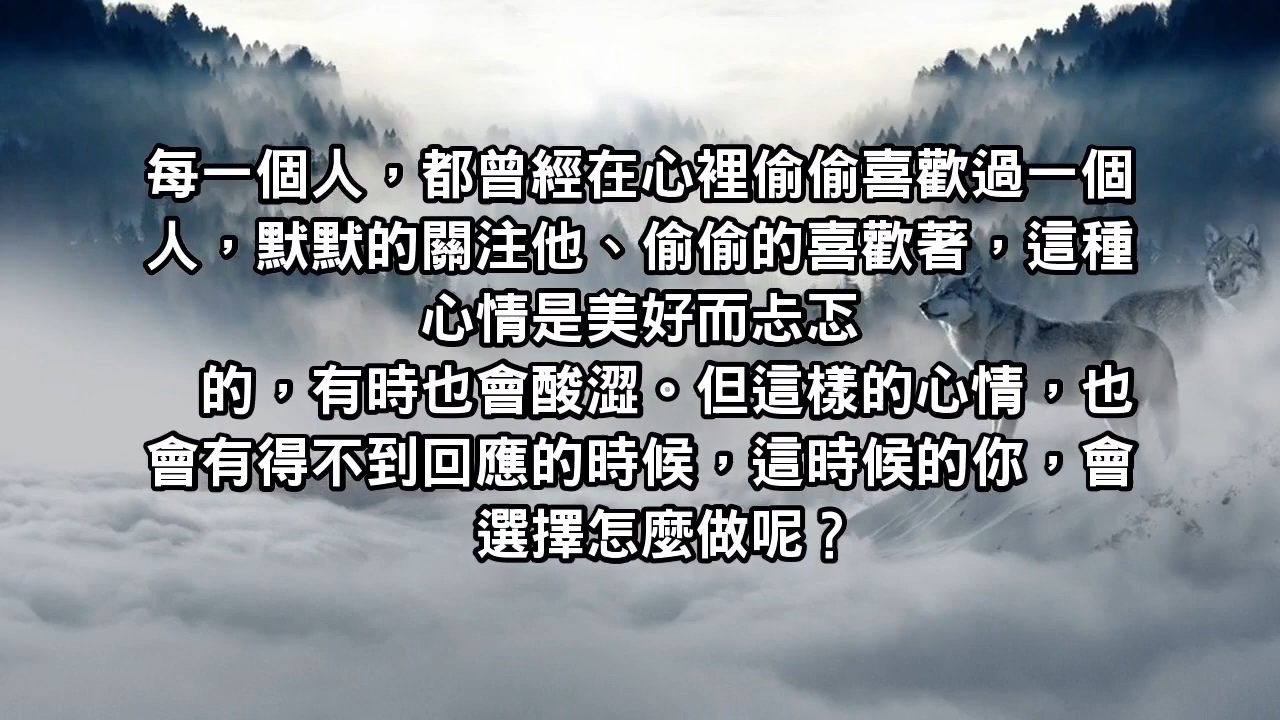 每一個人，都曾經在心裡偷偷喜歡過一個
人，默默的關注他、偷偷的喜歡著，這種
心情是美好而忐忑
的，有時也會酸澀。但這樣的心情，也
會有得不到回應的時候，這時候的你，會
選擇怎麼做呢？